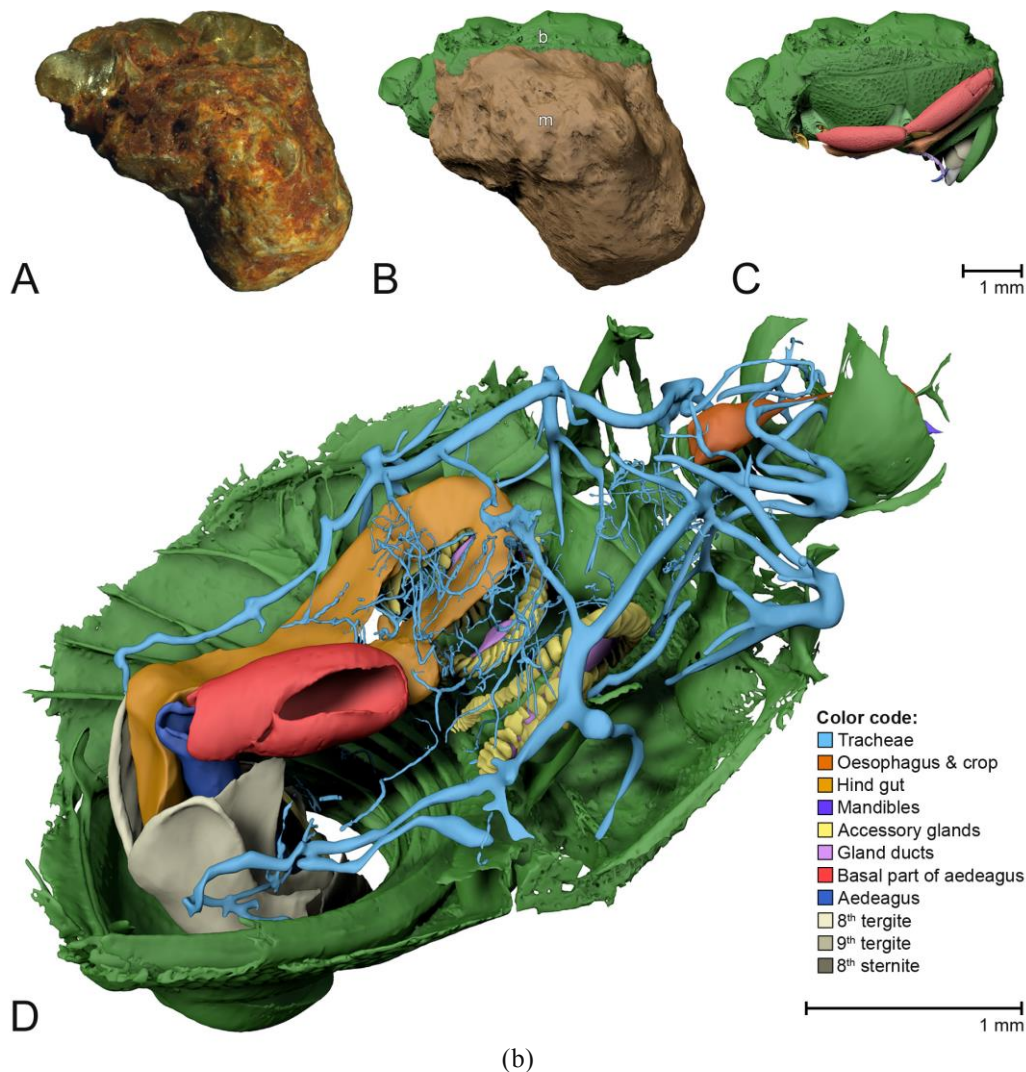 b
m
A
B
C
1 mm
Color code:
Tracheae
Oesophagus & crop
Hind gut
Mandibles
Accessory glands
Gland ducts
Basal part of aedeagus
Aedeagus
8th tergite
9th tergite
8th sternite
D
1 mm
(b)